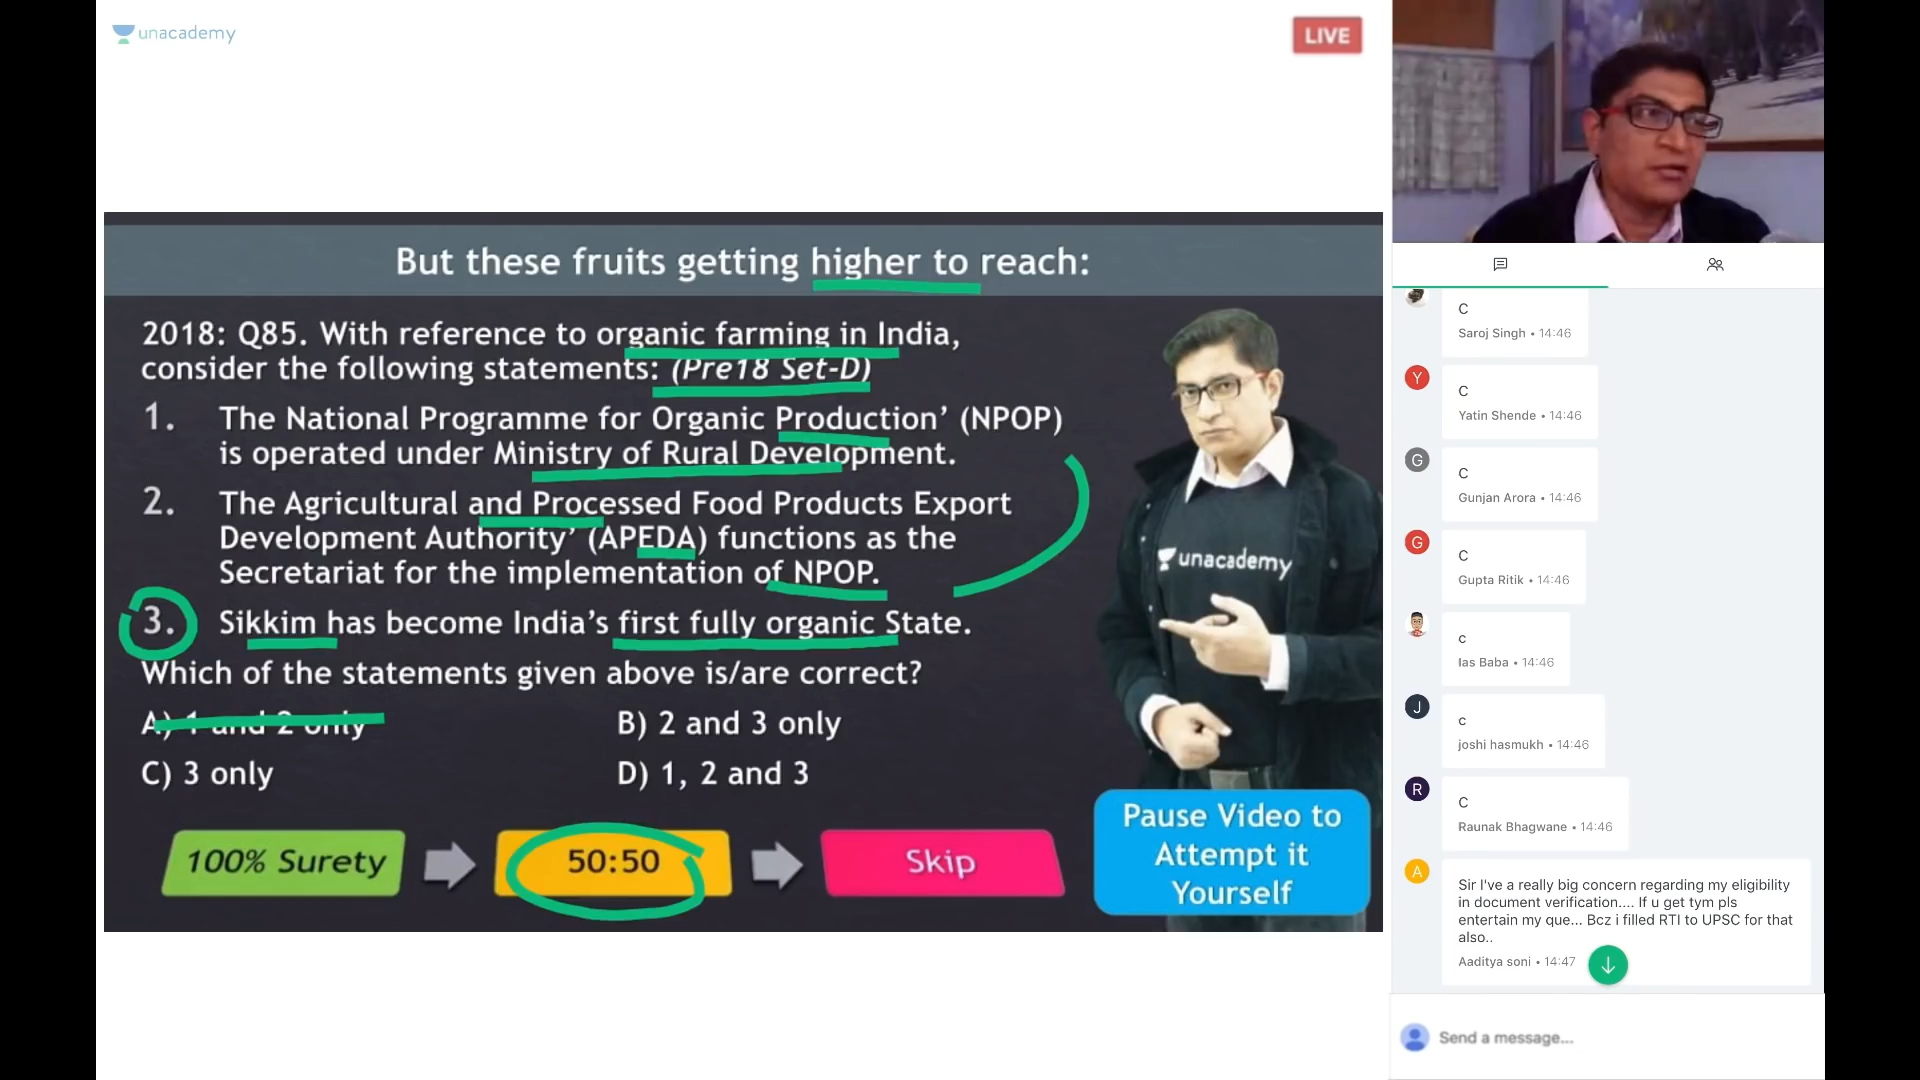 unacademy
LIVE
But these fruits getting higher to reach:
2018: Q85. With reference to organic farming in India,
consider the following statements: (Pre18 Set-D)
1. The National Programme for Organic Production’ (NPOP)
is operated under Ministry of Rural Development.
2. The Agricultural and Processed Food Products Export
Development Authority’ (APEDA) functions as the
Secretariat for the implementation of NPOP.
3. Sikkim has become India’s first fully organic State.
Which of the statements given above is/are correct?
A) 1 and 2 only B) 2 and 3 only
C) 3 only D) 1, 2 and 3
100% Surety 50:50 Skip
unacademy
Pause Video to
Attempt it
Yourself
C
Saroj Singh • 14:46
Y
C
Yatin Shende • 14:46
G
C
Gunjan Arora • 14:46
G
C
Gupta Ritik • 14:46
c
Ias Baba • 14:46
J
c
joshi hasmukh • 14:46
R
C
Raunak Bhagwane • 14:46
A
Sir I've a really big concern regarding my eligibility
in document verification.... If u get tym pls
entertain my que... Bcz i filled RTI to UPSC for that
also..
Aaditya soni • 14:47
Send a message...